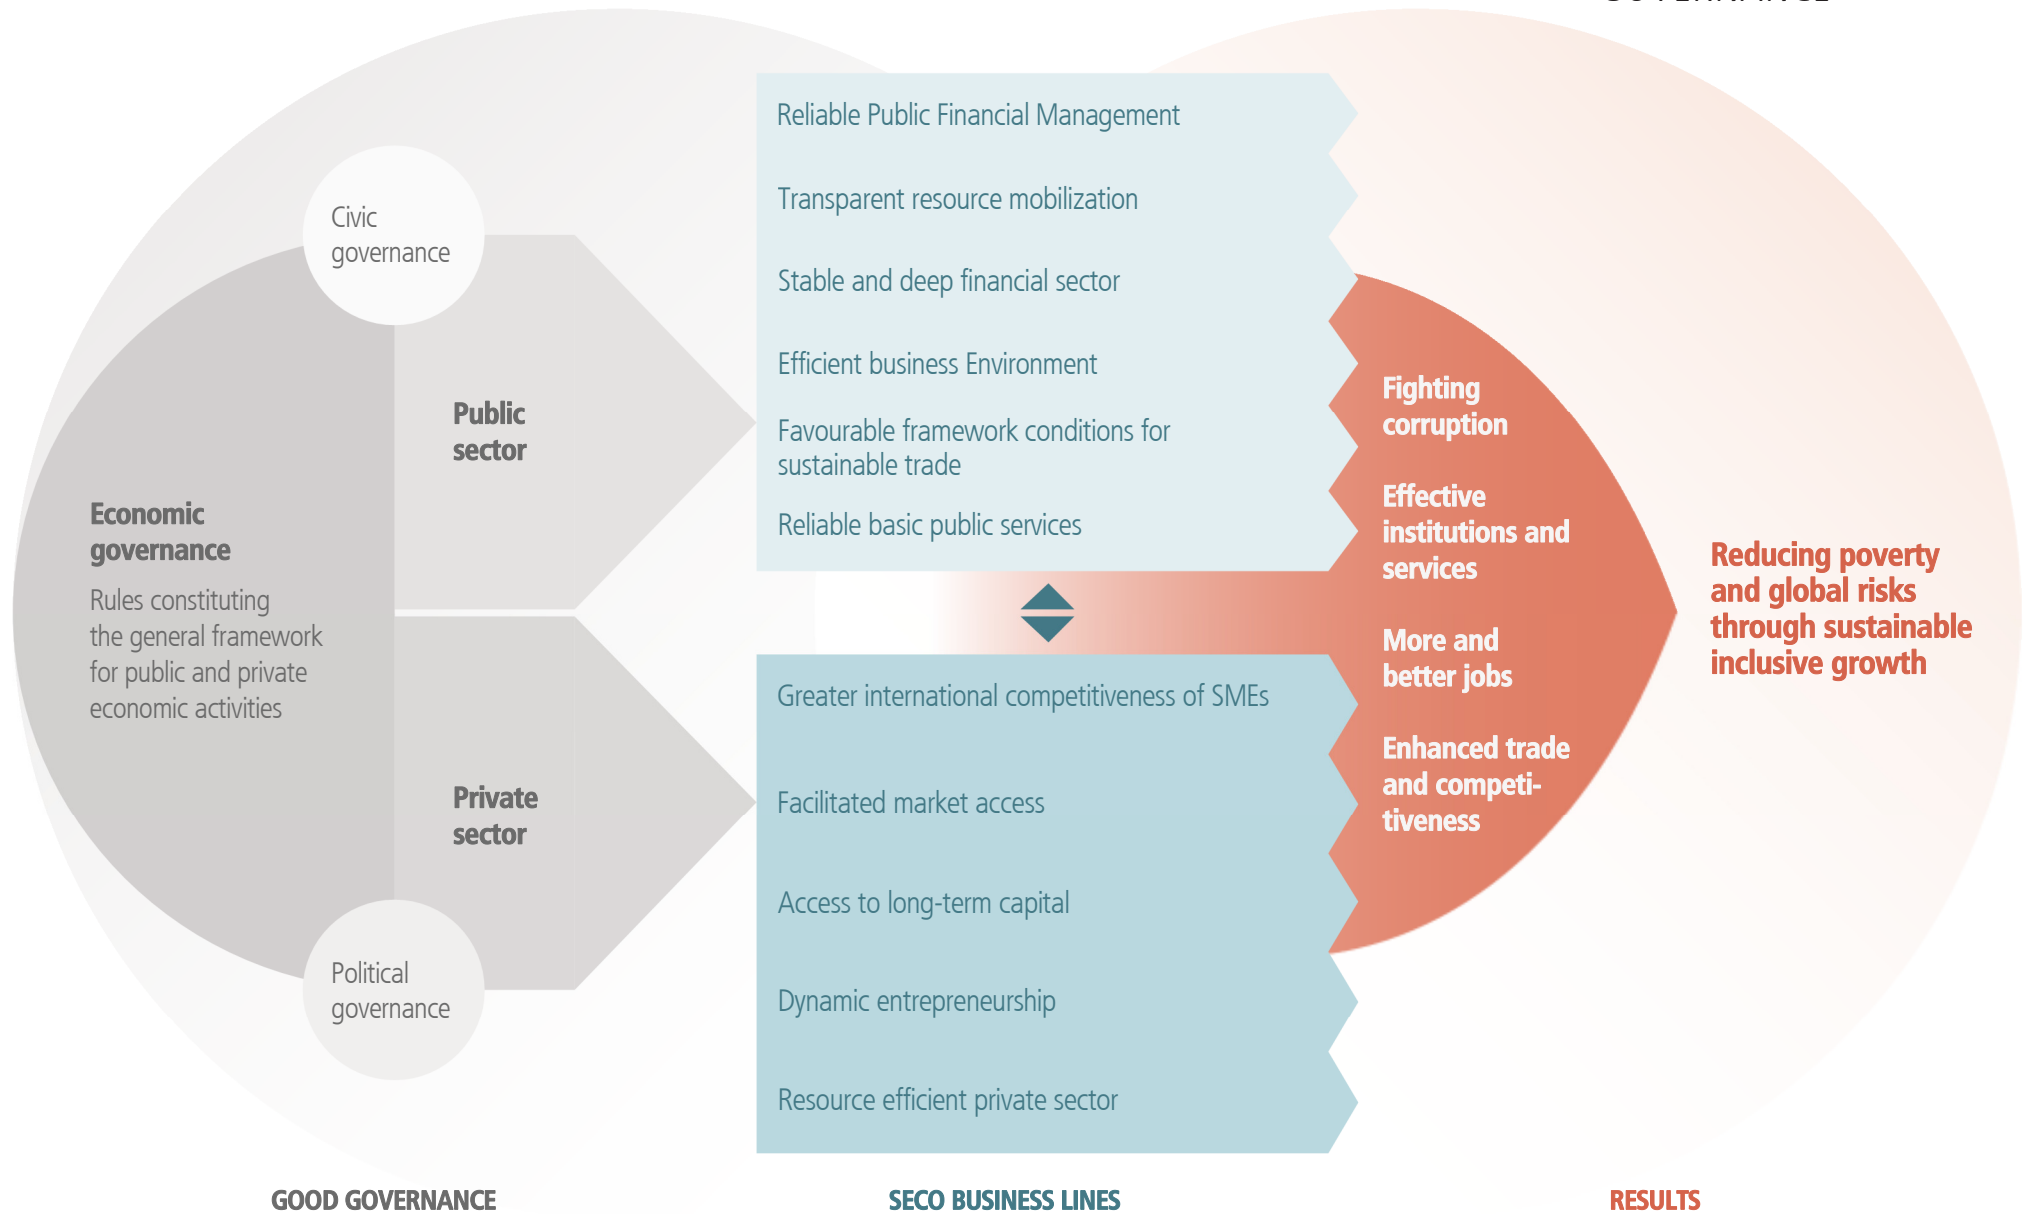 Civic
governance
Public
sector
Economic
governance
Rules constituting
the general framework
for public and private
economic activities
Private
sector
Political
governance
GOOD GOVERNANCE
Reliable Public Financial Management
Transparent resource mobilization
Stable and deep financial sector
Efficient business Environment
Favourable framework conditions for
sustainable trade
Reliable basic public services
Greater international competitiveness of SMEs
Facilitated market access
Access to long-term capital
Dynamic entrepreneurship
Resource efficient private sector
SECO BUSINESS LINES
Fighting
corruption
Effective
institutions and
services
More and
better jobs
Enhanced trade
and competi-
tiveness
Reducing poverty
and global risks
through sustainable
inclusive growth
RESULTS